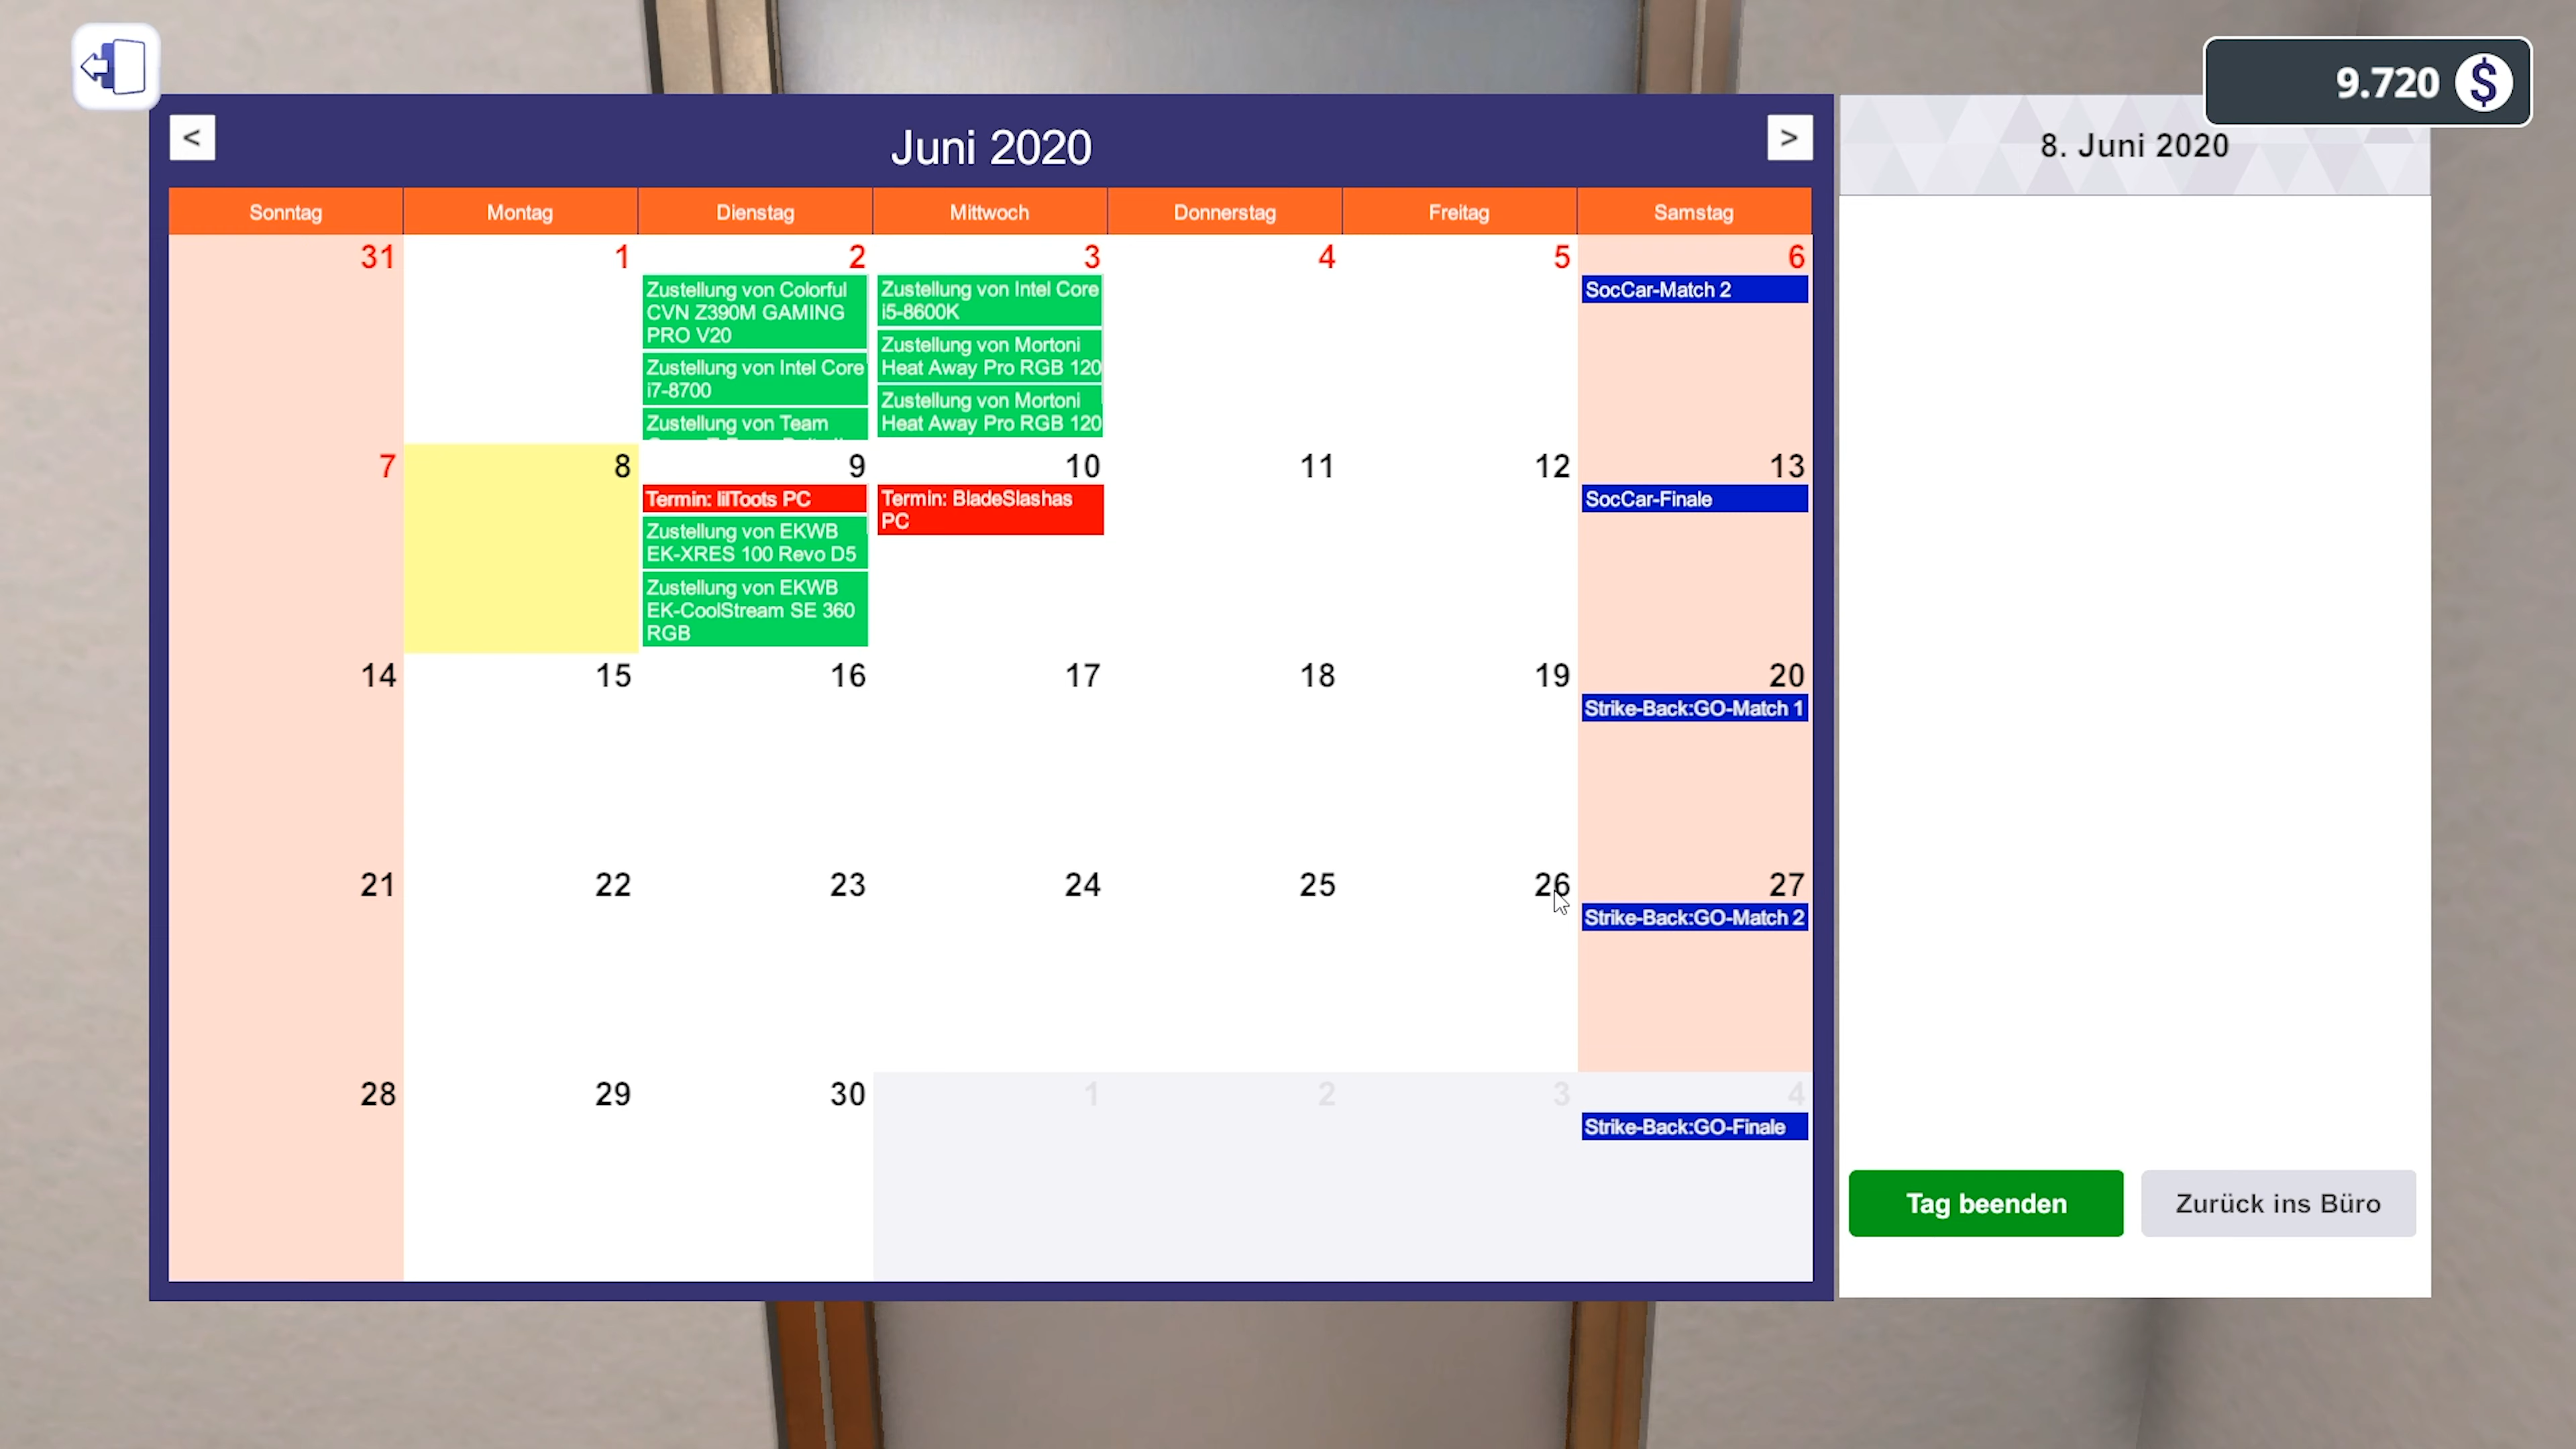 9.720 $
< Juni 2020 >
8. Juni 2020
Sonntag Montag Dienstag Mittwoch Donnerstag Freitag Samstag
31 1 2 3 4 5 6
Zustellung von Colorful
CVN Z390M GAMING
PRO V20
Zustellung von Intel Core
i7-8700
Zustellung von Team
Zustellung von Intel Core
i5-8600K
Zustellung von Mortoni
Heat Away Pro RGB 120
Zustellung von Mortoni
Heat Away Pro RGB 120
SocCar-Match 2
7 8 9 10 11 12 13
Termin: lilToots PC
Zustellung von EKWB
EK-XRES 100 Revo D5
Zustellung von EKWB
EK-CoolStream SE 360
RGB
Termin: BladeSlashas
PC
SocCar-Finale
14 15 16 17 18 19 20
Strike-Back:GO-Match 1
21 22 23 24 25 26 27
Strike-Back:GO-Match 2
28 29 30 1 2 3 4
Strike-Back:GO-Finale
Tag beenden Zurück ins Büro